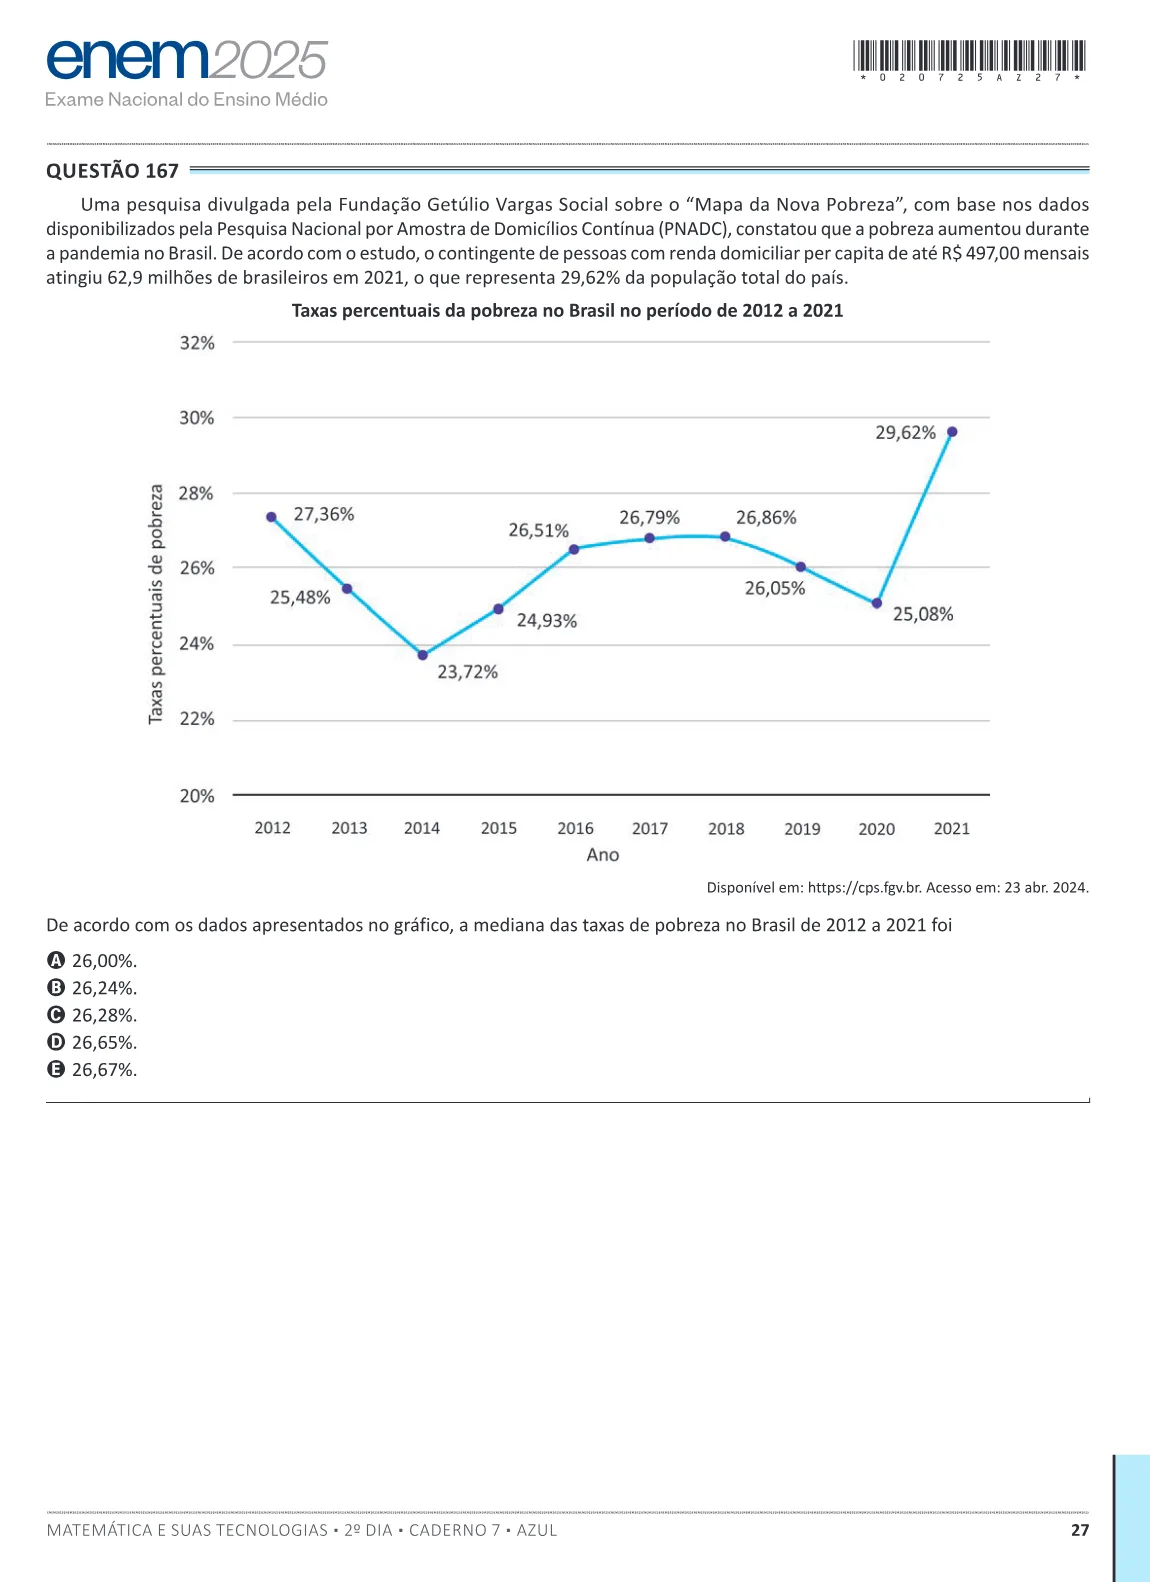 enem2025
Exame Nacional do Ensino Médio
*020725AZ27*
QUESTÃO 167
Uma pesquisa divulgada pela Fundação Getúlio Vargas Social sobre o “Mapa da Nova Pobreza”, com base nos dados
disponibilizados pela Pesquisa Nacional por Amostra de Domicílios Contínua (PNADC), constatou que a pobreza aumentou durante
a pandemia no Brasil. De acordo com o estudo, o contingente de pessoas com renda domiciliar per capita de até R$ 497,00 mensais
atingiu 62,9 milhões de brasileiros em 2021, o que representa 29,62% da população total do país.
Taxas percentuais da pobreza no Brasil no período de 2012 a 2021
32%
30%
29,62%
28%
27,36%
26,51%
26,79%
26,86%
26%
25,48%
26,05%
24,93%
25,08%
24%
23,72%
22%
20%
Taxas percentuais de pobreza
2012 2013 2014 2015 2016 2017 2018 2019 2020 2021
Ano
Disponível em: https://cps.fgv.br. Acesso em: 23 abr. 2024.
De acordo com os dados apresentados no gráfico, a mediana das taxas de pobreza no Brasil de 2012 a 2021 foi
A 26,00%.
B 26,24%.
C 26,28%.
D 26,65%.
E 26,67%.
MATEMÁTICA E SUAS TECNOLOGIAS • 2º DIA • CADERNO 7 • AZUL
27